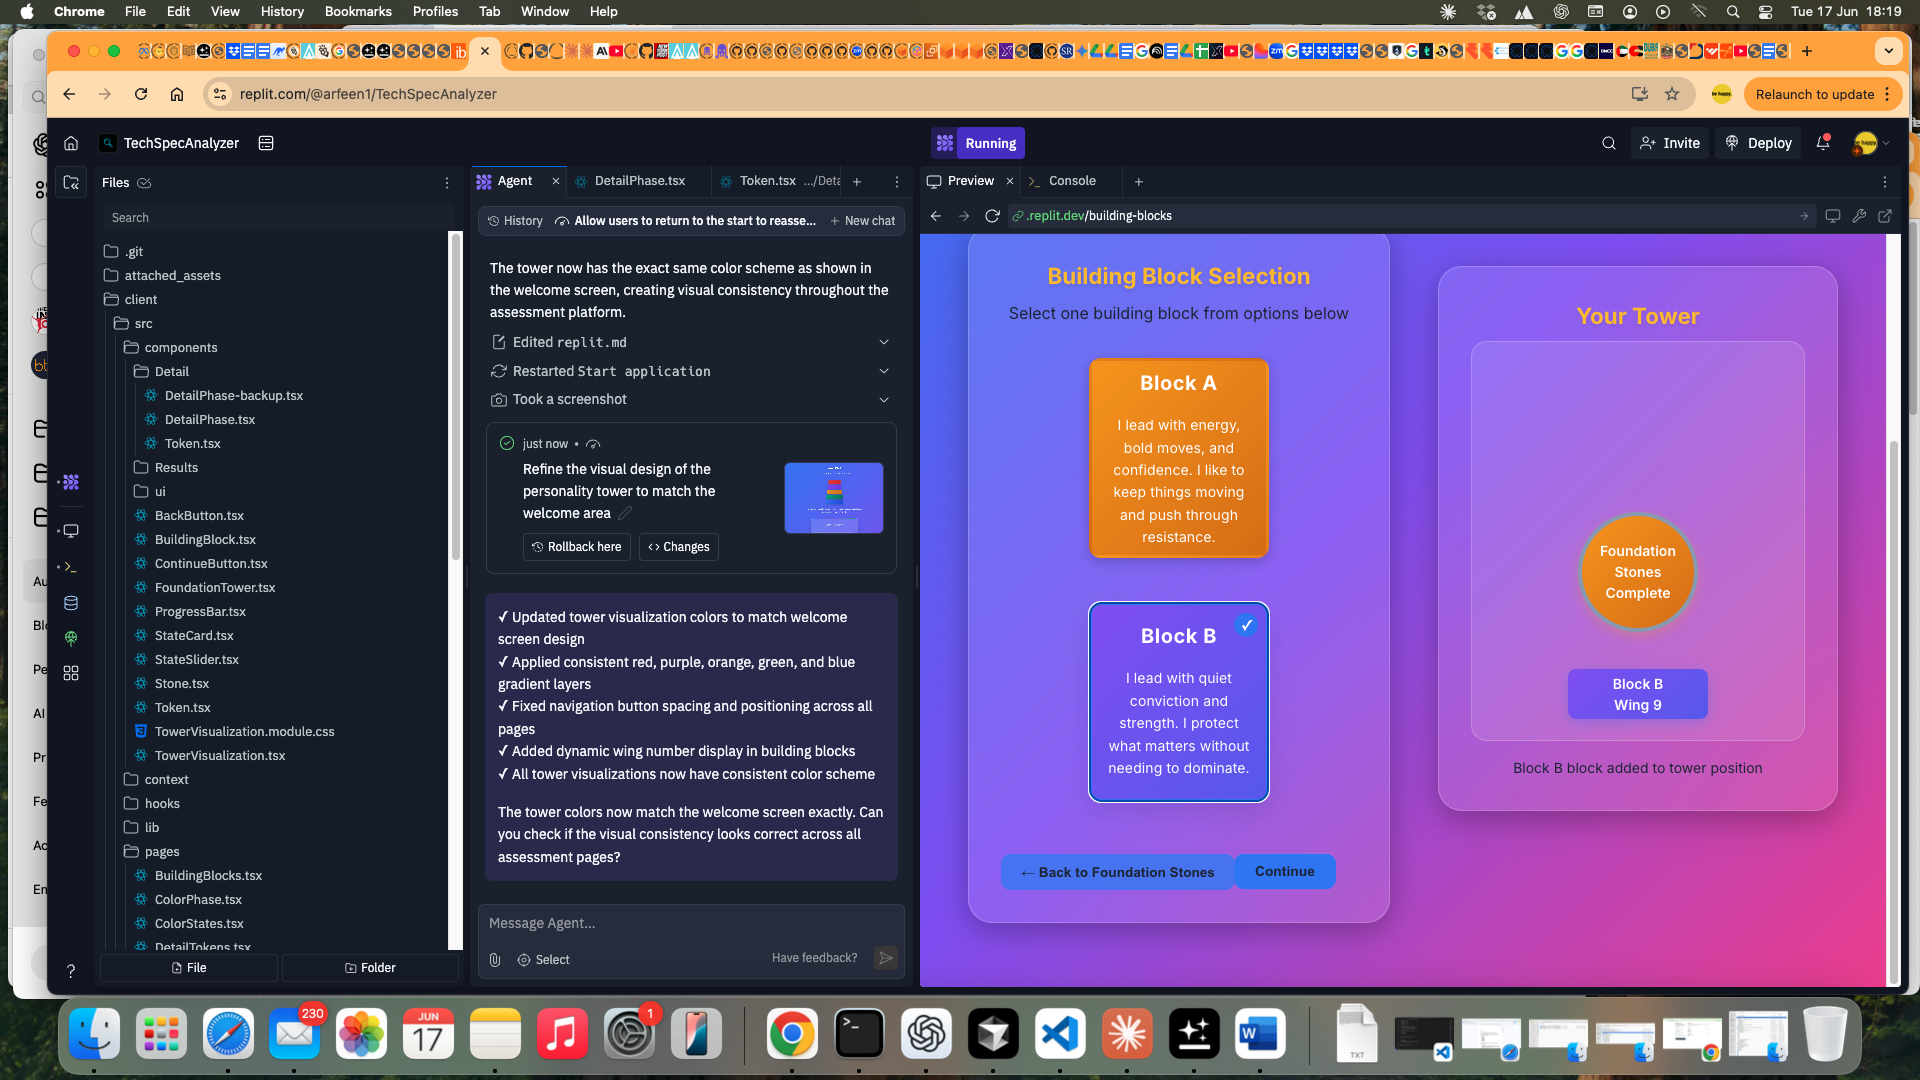 Chrome File Edit View History Bookmarks Profiles Tab Window Help
Tue 17 Jun 18:19
replit.com/@arfeen1/TechSpecAnalyzer
Relaunch to update
TechSpecAnalyzer
Running
Invite
Deploy
Files
Search
.git
attached_assets
client
src
components
Detail
DetailPhase-backup.tsx
DetailPhase.tsx
Token.tsx
Results
ui
BackButton.tsx
BuildingBlock.tsx
ContinueButton.tsx
FoundationTower.tsx
ProgressBar.tsx
StateCard.tsx
StateSlider.tsx
Stone.tsx
Token.tsx
TowerVisualization.module.css
TowerVisualization.tsx
context
hooks
lib
pages
BuildingBlocks.tsx
ColorPhase.tsx
ColorStates.tsx
DetailTokens.tsx
File
Folder
Agent
DetailPhase.tsx
Token.tsx .../Deta
History
Allow users to return to the start to reasse...
New chat
The tower now has the exact same color scheme as shown in
the welcome screen, creating visual consistency throughout the
assessment platform.
Edited replit.md
Restarted Start application
Took a screenshot
just now •
Refine the visual design of the
personality tower to match the
welcome area
Rollback here
Changes
✓ Updated tower visualization colors to match welcome
screen design
✓ Applied consistent red, purple, orange, green, and blue
gradient layers
✓ Fixed navigation button spacing and positioning across all
pages
✓ Added dynamic wing number display in building blocks
✓ All tower visualizations now have consistent color scheme
The tower colors now match the welcome screen exactly. Can
you check if the visual consistency looks correct across all
assessment pages?
Message Agent...
Select
Have feedback?
Preview
Console
.replit.dev/building-blocks
Building Block Selection
Select one building block from options below
Block A
I lead with energy,
bold moves, and
confidence. I like to
keep things moving
and push through
resistance.
Block B
I lead with quiet
conviction and
strength. I protect
what matters without
needing to dominate.
← Back to Foundation Stones
Continue
Your Tower
Foundation
Stones
Complete
Block B
Wing 9
Block B block added to tower position
Au
Blo
Pe
AI
Pr
Fe
Ac
En
230
JUN
17
1
TXT